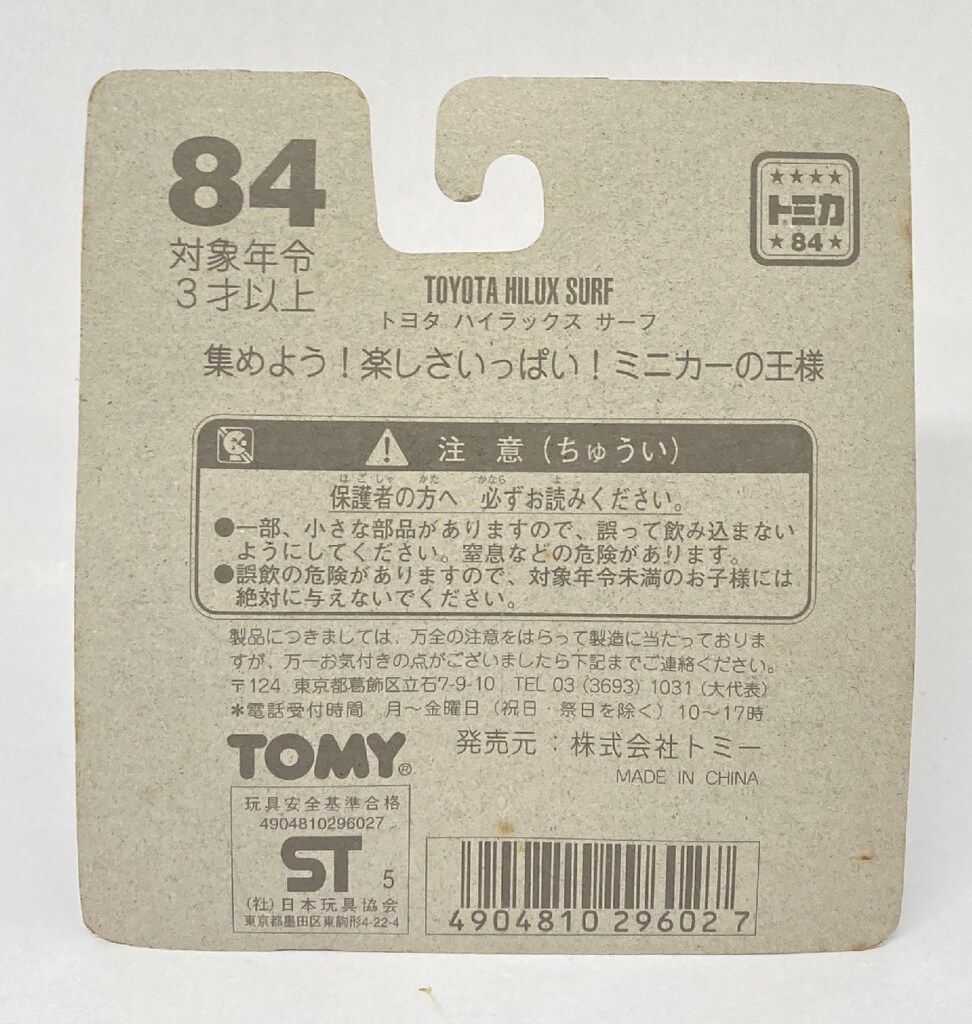 84
対象年令
3才以上
★★★★
トミカ
★84★
TOYOTA HILUX SURF
トヨタ ハイラックス サーフ
集めよう!楽しさいっぱい!ミニカーの王様
注 意(ちゅうい)
ほごしゃ かた かなら よ
保護者の方へ 必ずお読みください。
●一部、小さな部品がありますので、誤って飲み込まない
ようにしてください。窒息などの危険があります。
●誤飲の危険がありますので、対象年令未満のお子様には
絶対に与えないでください。
製品につきましては、万全の注意をはらって製造に当たっておりま
すが、万一お気付きの点がございましたら下記までご連絡ください。
〒124 東京都葛飾区立石7-9-10 TEL 03 (3693) 1031 (大代表)
*電話受付時間 月~金曜日(祝日・祭日を除く)10~17時
TOMY®
発売元:株式会社トミー
MADE IN CHINA
玩具安全基準合格
4904810296027
ST 5
(社)日本玩具協会
東京都墨田区東駒形4-22-4
4904810 296027